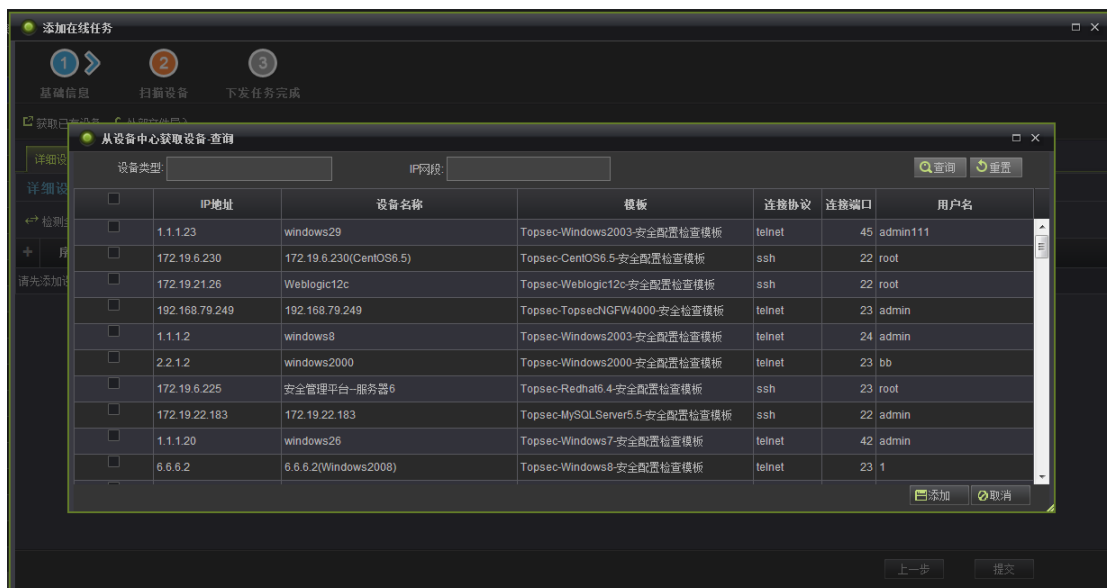 添加在线任务
1 2 3
基础信息 扫描设备 下发任务完成
从设备中心获取设备-查询
设备类型: IP网段: 查询 重置
IP地址 设备名称 模板 连接协议 连接端口 用户名
1.1.1.23 windows29 Topsec-Windows2003-安全配置检查模板 telnet 45 admin111
172.19.6.230 172.19.6.230(CentOS6.5) Topsec-CentOS6.5-安全配置检查模板 ssh 22 root
172.19.21.26 Weblogic12c Topsec-Weblogic12c-安全配置检查模板 ssh 22 root
192.168.79.249 192.168.79.249 Topsec-TopsecNGFW4000-安全检查模板 telnet 23 admin
1.1.1.2 windows8 Topsec-Windows2003-安全配置检查模板 telnet 24 admin
2.2.1.2 windows2000 Topsec-Windows2000-安全配置检查模板 telnet 23 bb
172.19.6.225 安全管理平台--服务器6 Topsec-Redhat6.4-安全配置检查模板 ssh 23 root
172.19.22.183 172.19.22.183 Topsec-MySQLServer5.5-安全配置检查模板 ssh 22 admin
1.1.1.20 windows26 Topsec-Windows7-安全配置检查模板 telnet 42 admin
6.6.6.2 6.6.6.2(Windows2008) Topsec-Windows8-安全配置检查模板 telnet 23 1
添加 取消
详细设
详细设
检测
序
请先添加
上一步 提交